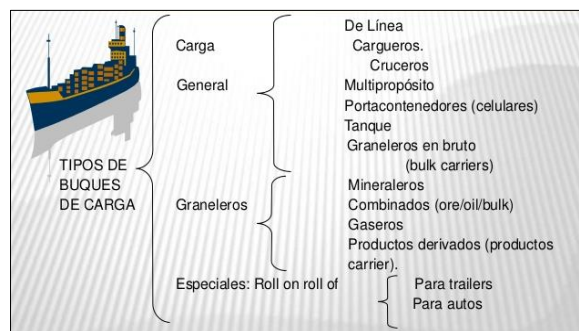 TIPOS DE
BUQUES
DE CARGA
Carga
General
De Línea
Cargueros.
Cruceros
Multipropósito
Portacontenedores (celulares)
Tanque
Graneleros en bruto
(bulk carriers)
Graneleros
Mineraleros
Combinados (ore/oil/bulk)
Gaseros
Productos derivados (productos
carrier).
Especiales: Roll on roll of
Para trailers
Para autos